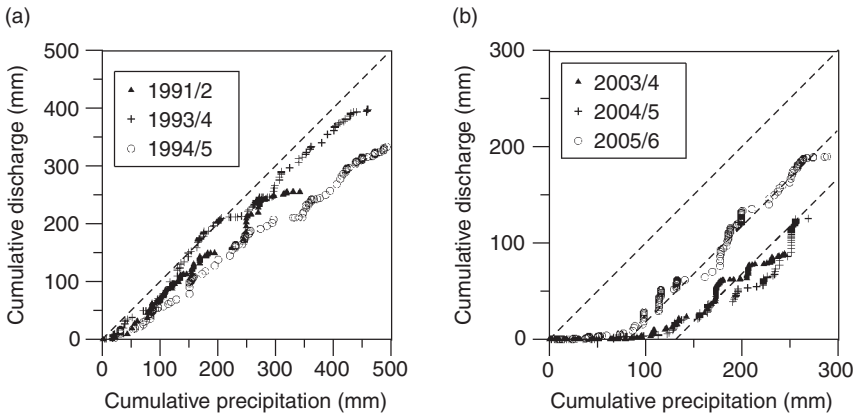 (a)
500
400
300
200
100
0
Cumulative discharge (mm)
1991/2
1993/4
1994/5
0 100 200 300 400 500
Cumulative precipitation (mm)
(b)
300
200
100
0
Cumulative discharge (mm)
2003/4
2004/5
2005/6
0 100 200 300
Cumulative precipitation (mm)